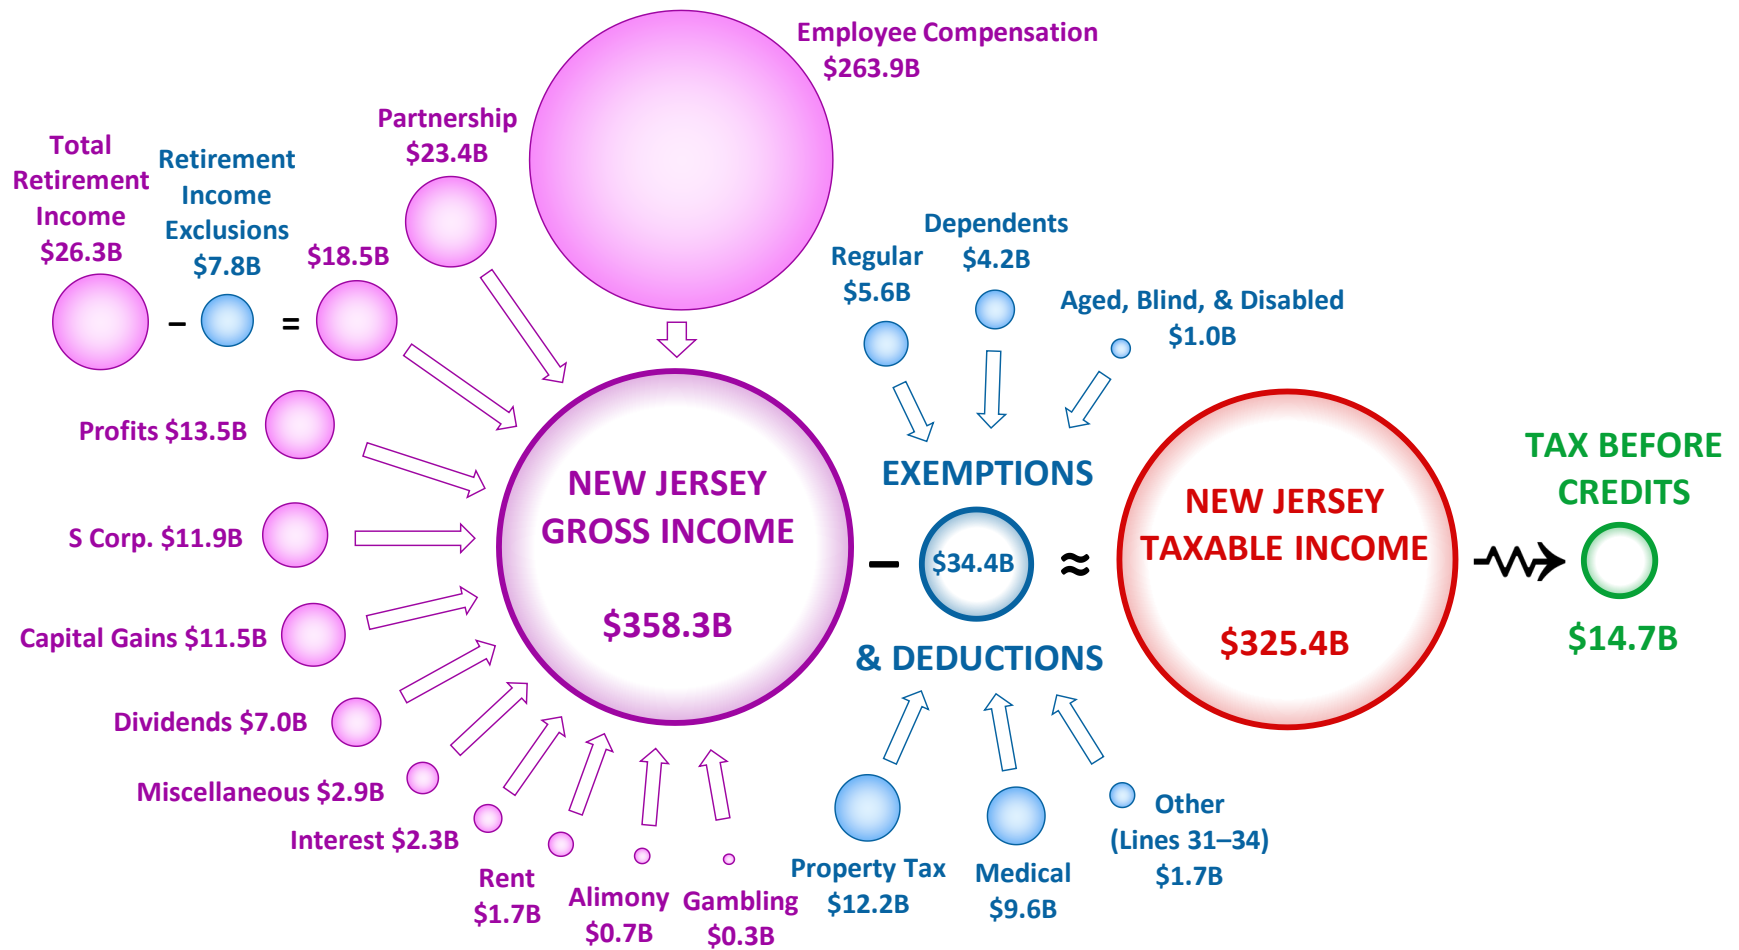 Employee Compensation
$263.9B
Partnership
$23.4B
Total
Retirement
Income
$26.3B
–
Retirement
Income
Exclusions
$7.8B
=
$18.5B
Profits $13.5B
S Corp. $11.9B
Capital Gains $11.5B
Dividends $7.0B
Miscellaneous $2.9B
Interest $2.3B
Rent
$1.7B
Alimony
$0.7B
Gambling
$0.3B
NEW JERSEY
GROSS INCOME
$358.3B
–
Regular
$5.6B
Dependents
$4.2B
Aged, Blind, & Disabled
$1.0B
EXEMPTIONS
$34.4B
& DEDUCTIONS
Property Tax
$12.2B
Medical
$9.6B
Other
(Lines 31–34)
$1.7B
≈
NEW JERSEY
TAXABLE INCOME
$325.4B
TAX BEFORE
CREDITS
$14.7B